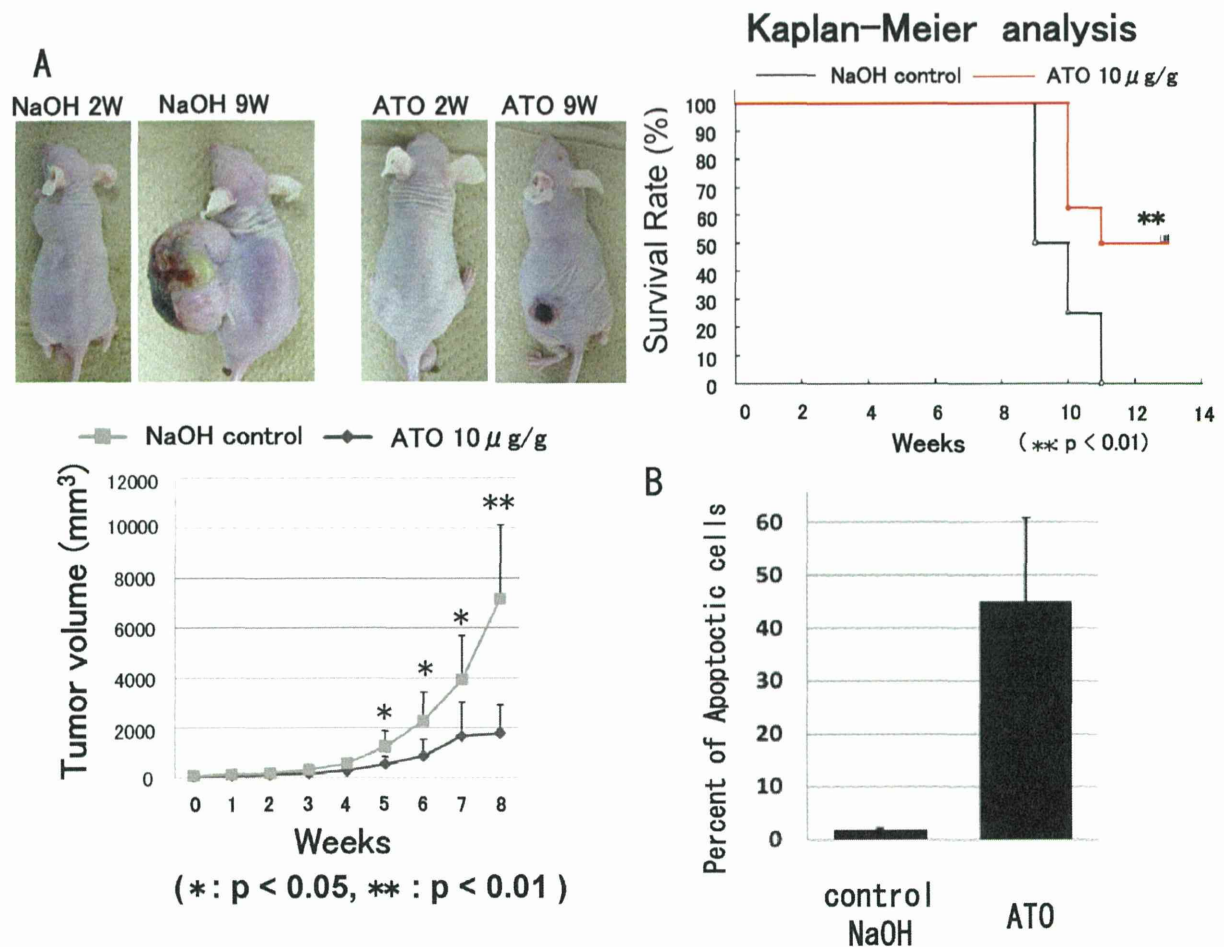 A
NaOH 2W NaOH 9W ATO 2W ATO 9W
Kaplan-Meier analysis
NaOH control ATO 10μg/g
Survival Rate (%)
100
90
80
70
60
50
40
30
20
10
0
**
0 2 4 6 8 10 12 14
Weeks (**: p < 0.01)
NaOH control ATO 10μg/g
Tumor volume (mm³)
12000
10000
8000
6000
4000
2000
0
* * * **
0 1 2 3 4 5 6 7 8
Weeks
(*: p < 0.05, ** : p < 0.01)
B
Percent of Apoptoctic cells
60
50
40
30
20
10
0
control ATO
NaOH